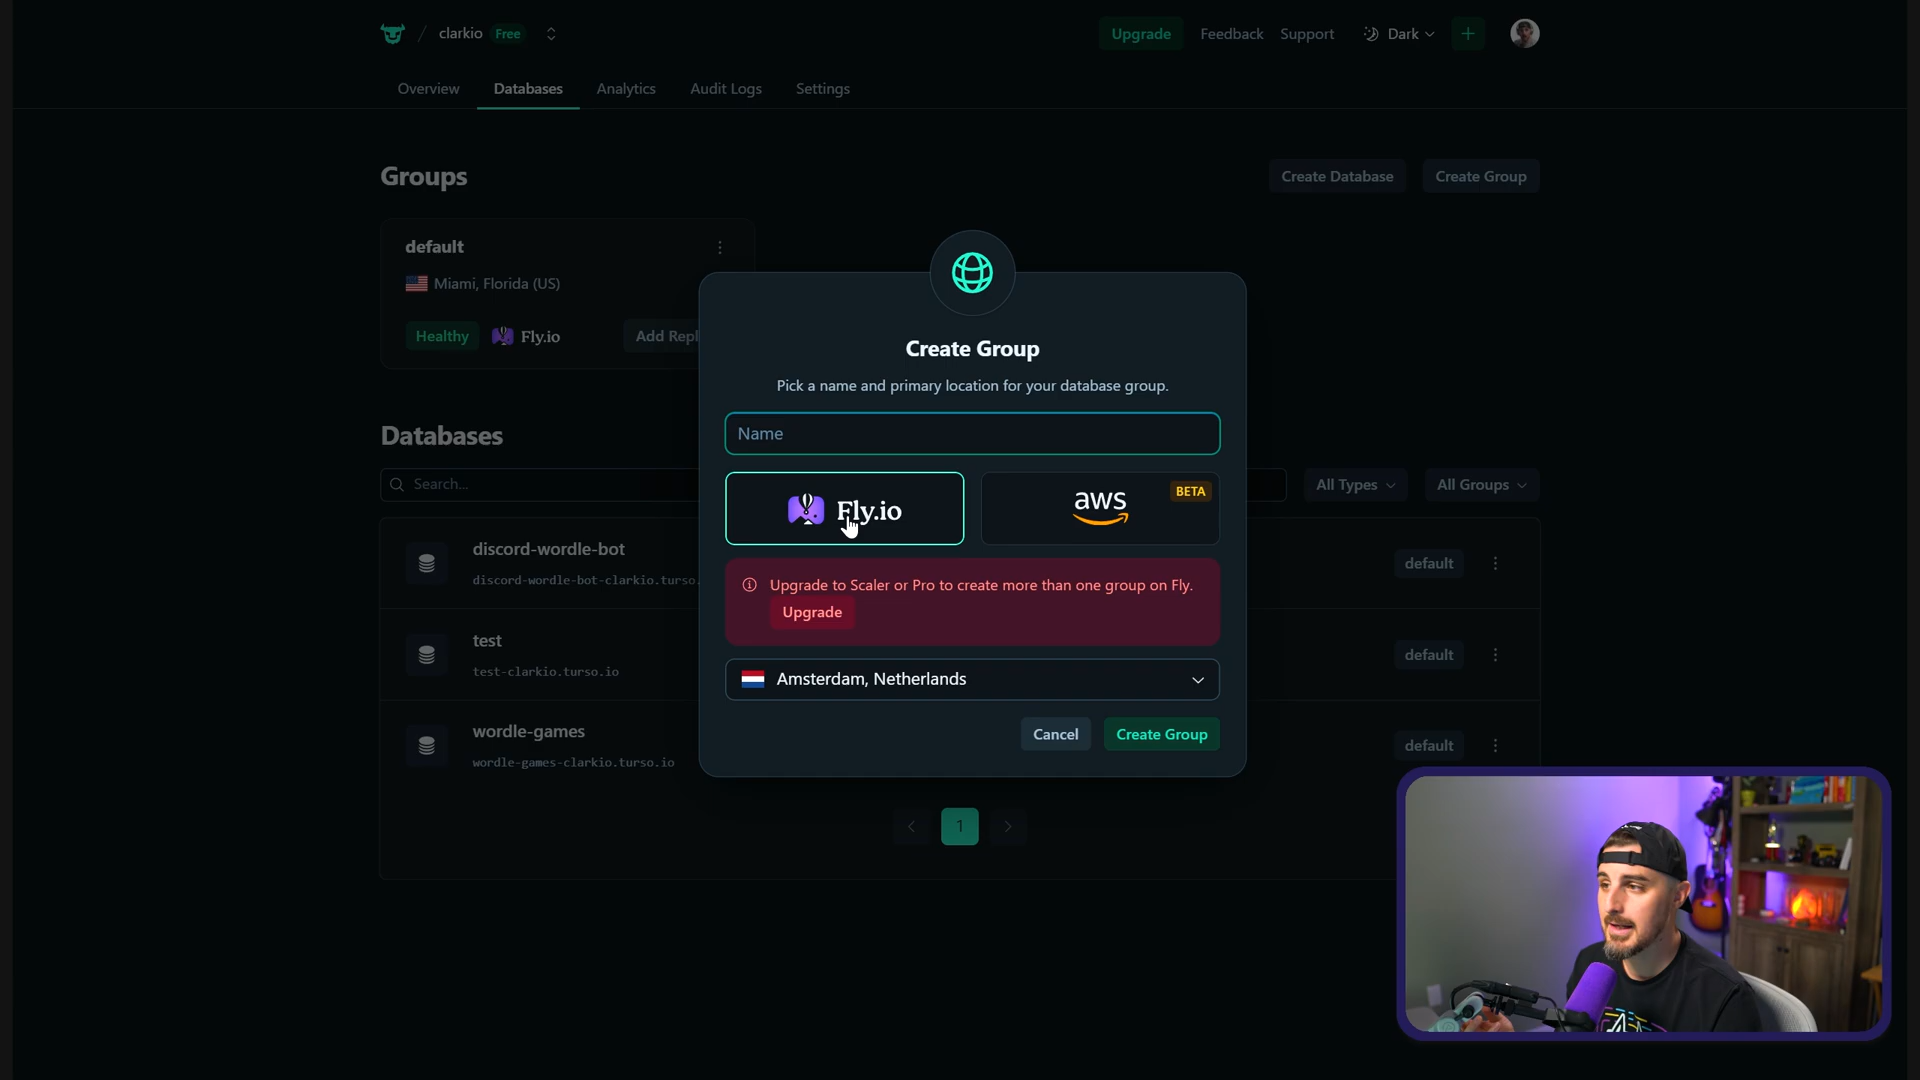 / clarkio Free
Upgrade Feedback Support Dark
Overview Databases Analytics Audit Logs Settings
Groups
Create Database Create Group
default
Miami, Florida (US)
Healthy Fly.io Add Repl
Databases
Search...
All Types All Groups
discord-wordle-bot
discord-wordle-bot-clarkio.turso.
default
test
test-clarkio.turso.io
default
wordle-games
wordle-games-clarkio.turso.io
default
1
Create Group
Pick a name and primary location for your database group.
Name
Fly.io
aws
BETA
Upgrade to Scaler or Pro to create more than one group on Fly.
Upgrade
Amsterdam, Netherlands
Cancel Create Group